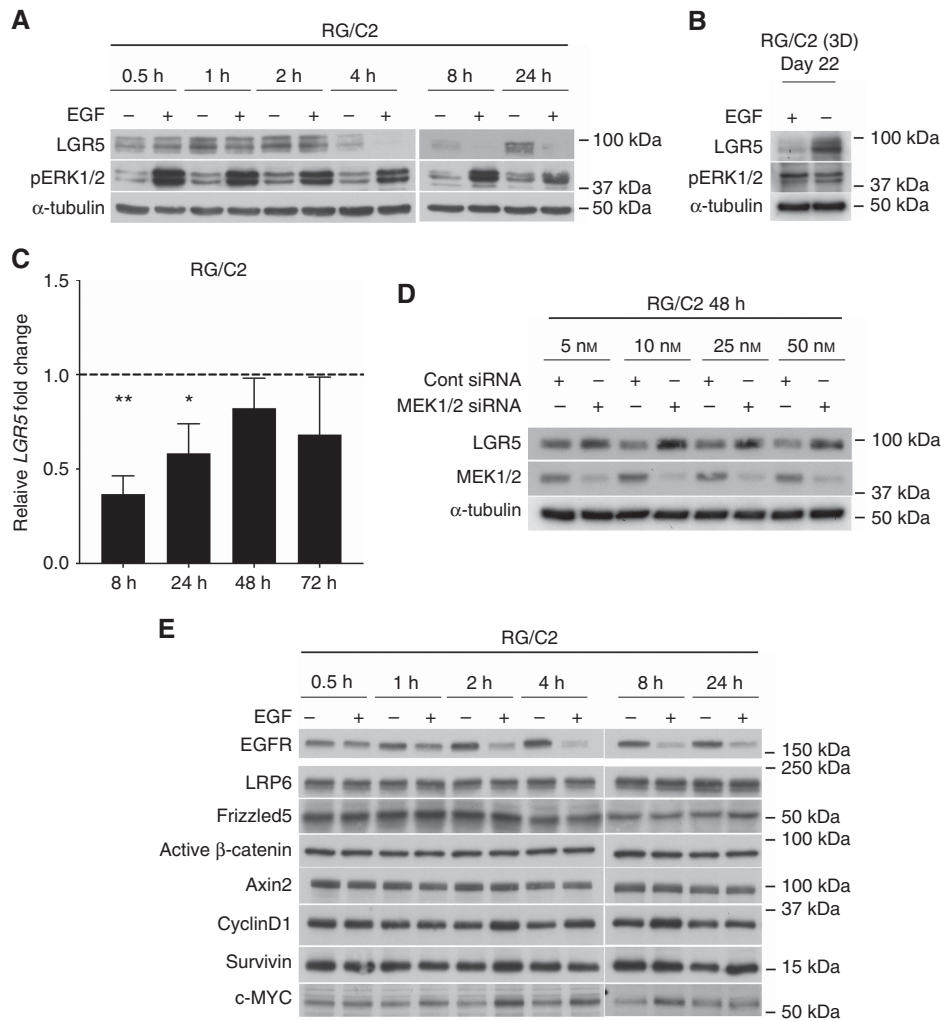 A
RG/C2
0.5 h 1 h 2 h 4 h 8 h 24 h
EGF – + – + – + – + – + – +
LGR5 – 100 kDa
pERK1/2 – 37 kDa
α-tubulin – 50 kDa
B
RG/C2 (3D)
Day 22
EGF + –
LGR5 – 100 kDa
pERK1/2 – 37 kDa
α-tubulin – 50 kDa
C
RG/C2
Relaive LGR5 fold change
1.5
1.0
0.5
0.0
** *
8 h 24 h 48 h 72 h
D
RG/C2 48 h
5 nM 10 nM 25 nM 50 nM
Cont siRNA + – + – + – + –
MEK1/2 siRNA – + – + – + – +
LGR5 – 100 kDa
MEK1/2 – 37 kDa
α-tubulin – 50 kDa
E
RG/C2
0.5 h 1 h 2 h 4 h 8 h 24 h
EGF – + – + – + – + – + – +
EGFR – 150 kDa
– 250 kDa
LRP6
Frizzled5 – 50 kDa
Active β-catenin – 100 kDa
Axin2 – 100 kDa
– 37 kDa
CyclinD1
Survivin – 15 kDa
c-MYC – 50 kDa